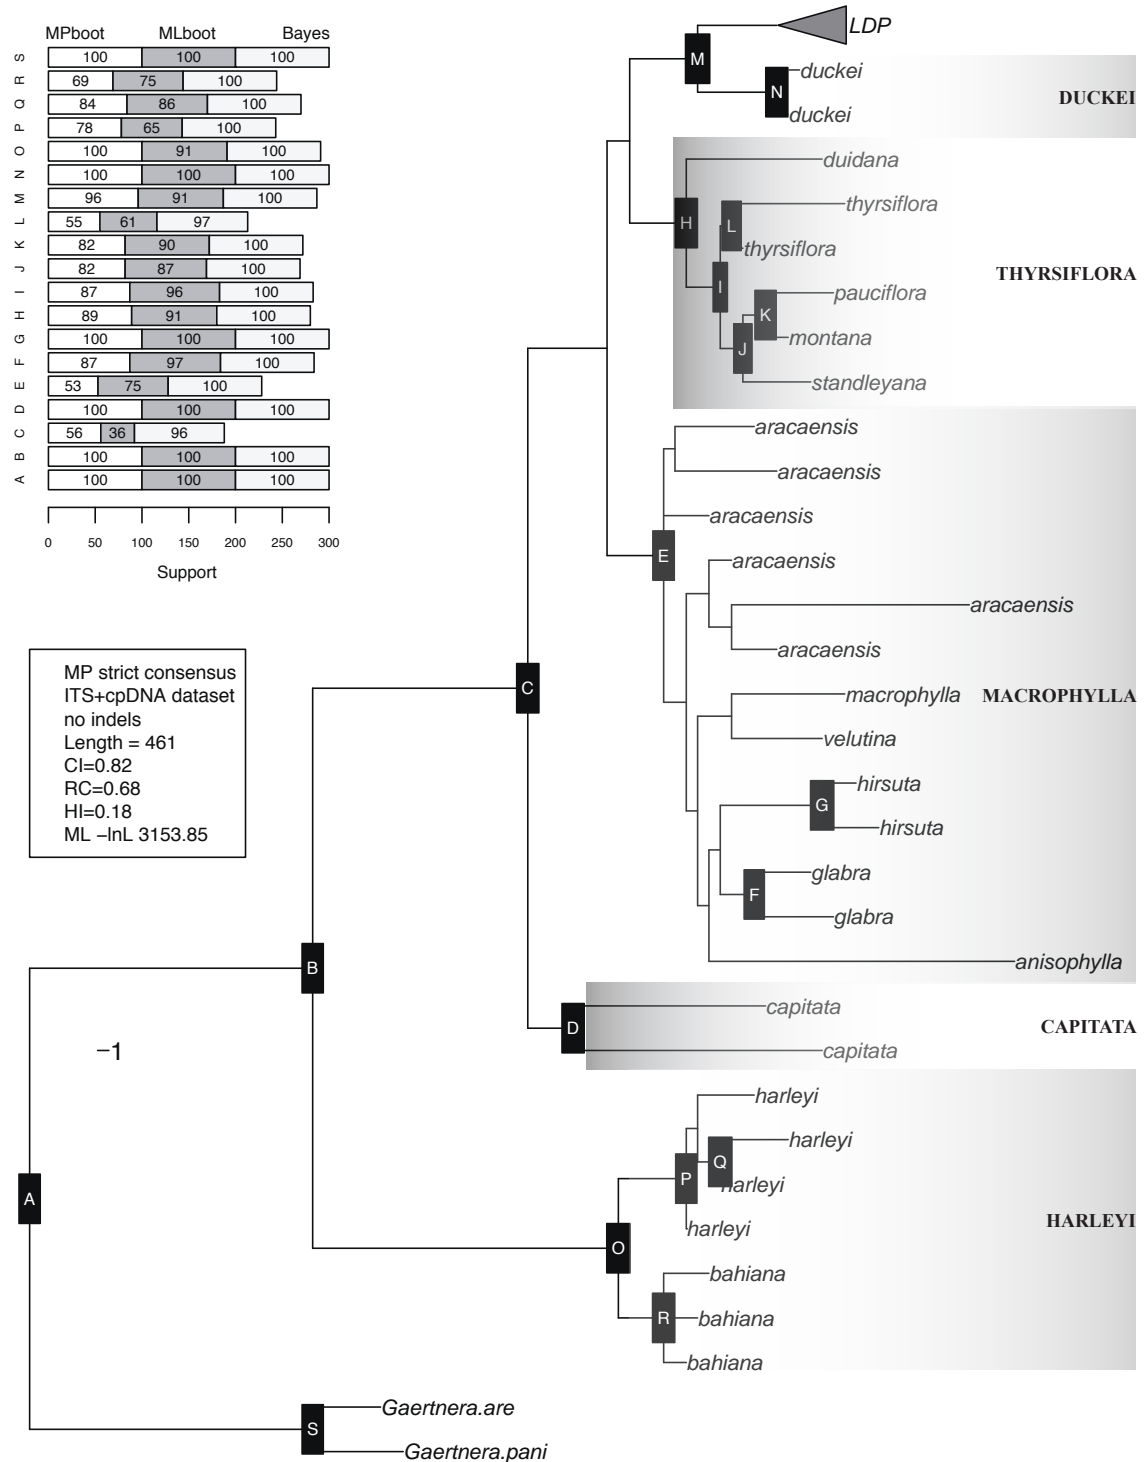 MPboot MLboot Bayes
S 100 100 100
R 69 75 100
Q 84 86 100
P 78 65 100
O 100 91 100
N 100 100 100
M 96 91 100
L 55 61 97
K 82 90 100
J 82 87 100
I 87 96 100
H 89 91 100
G 100 100 100
F 87 97 100
E 53 75 100
D 100 100 100
C 56 36 96
B 100 100 100
A 100 100 100
0 50 100 150 200 250 300
Support
MP strict consensus
ITS+cpDNA dataset
no indels
Length = 461
CI=0.82
RC=0.68
HI=0.18
ML −lnL 3153.85
−1
LDP
M
duckei
N
DUCKEI
duckei
duidana
thyrsiflora
H
L
thyrsiflora
THYRSIFLORA
I
pauciflora
K
montana
J
standleyana
aracaensis
aracaensis
aracaensis
E
aracaensis
aracaensis
aracaensis
C
macrophylla
MACROPHYLLA
velutina
hirsuta
G
hirsuta
glabra
F
glabra
anisophylla
B
capitata
D
CAPITATA
capitata
harleyi
harleyi
Q
P
harleyi
A
HARLEYI
harleyi
O
bahiana
R
bahiana
bahiana
Gaertnera.are
S
Gaertnera.pani